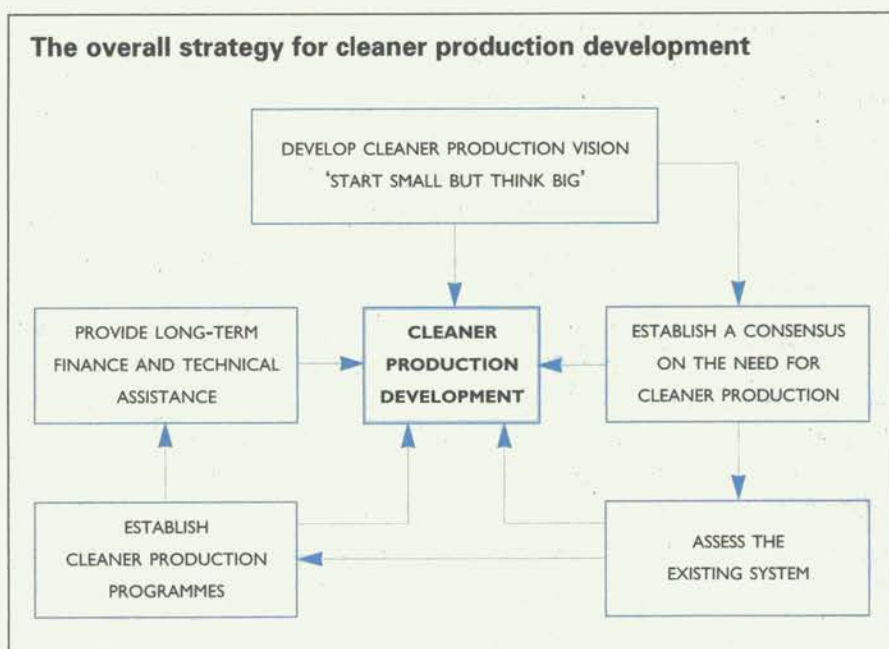 The overall strategy for cleaner production development
DEVELOP CLEANER PRODUCTION VISION
'START SMALL BUT THINK BIG'
PROVIDE LONG-TERM
FINANCE AND TECHNICAL
ASSISTANCE
CLEANER
PRODUCTION
DEVELOPMENT
ESTABLISH A CONSENSUS
ON THE NEED FOR
CLEANER PRODUCTION
ESTABLISH
CLEANER PRODUCTION
PROGRAMMES
ASSESS THE
EXISTING SYSTEM